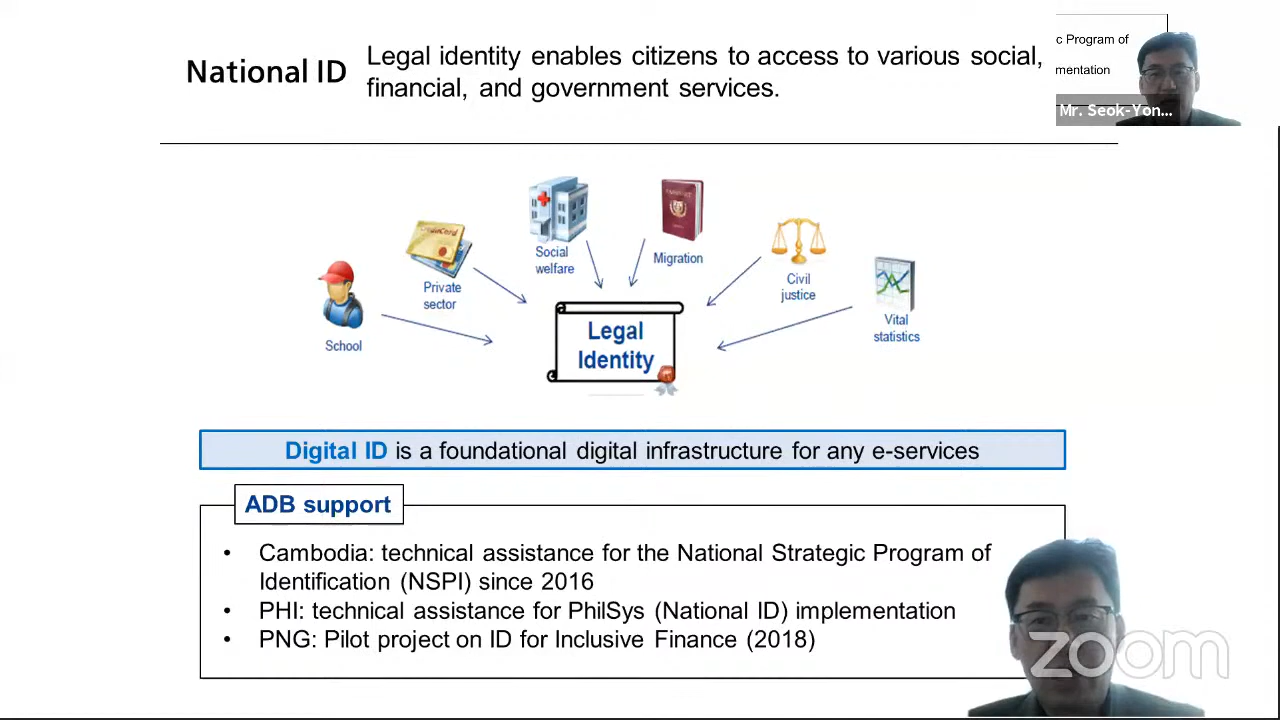 National ID
Legal identity enables citizens to access to various social,
financial, and government services.
c Program of
mentation
Mr. Seok-Yon...
Social
welfare
Migration
Private
sector
Civil
justice
School
Vital
statistics
Legal
Identity
Digital ID is a foundational digital infrastructure for any e-services
ADB support
• Cambodia: technical assistance for the National Strategic Program of
Identification (NSPI) since 2016
• PHI: technical assistance for PhilSys (National ID) implementation
• PNG: Pilot project on ID for Inclusive Finance (2018)
zoom